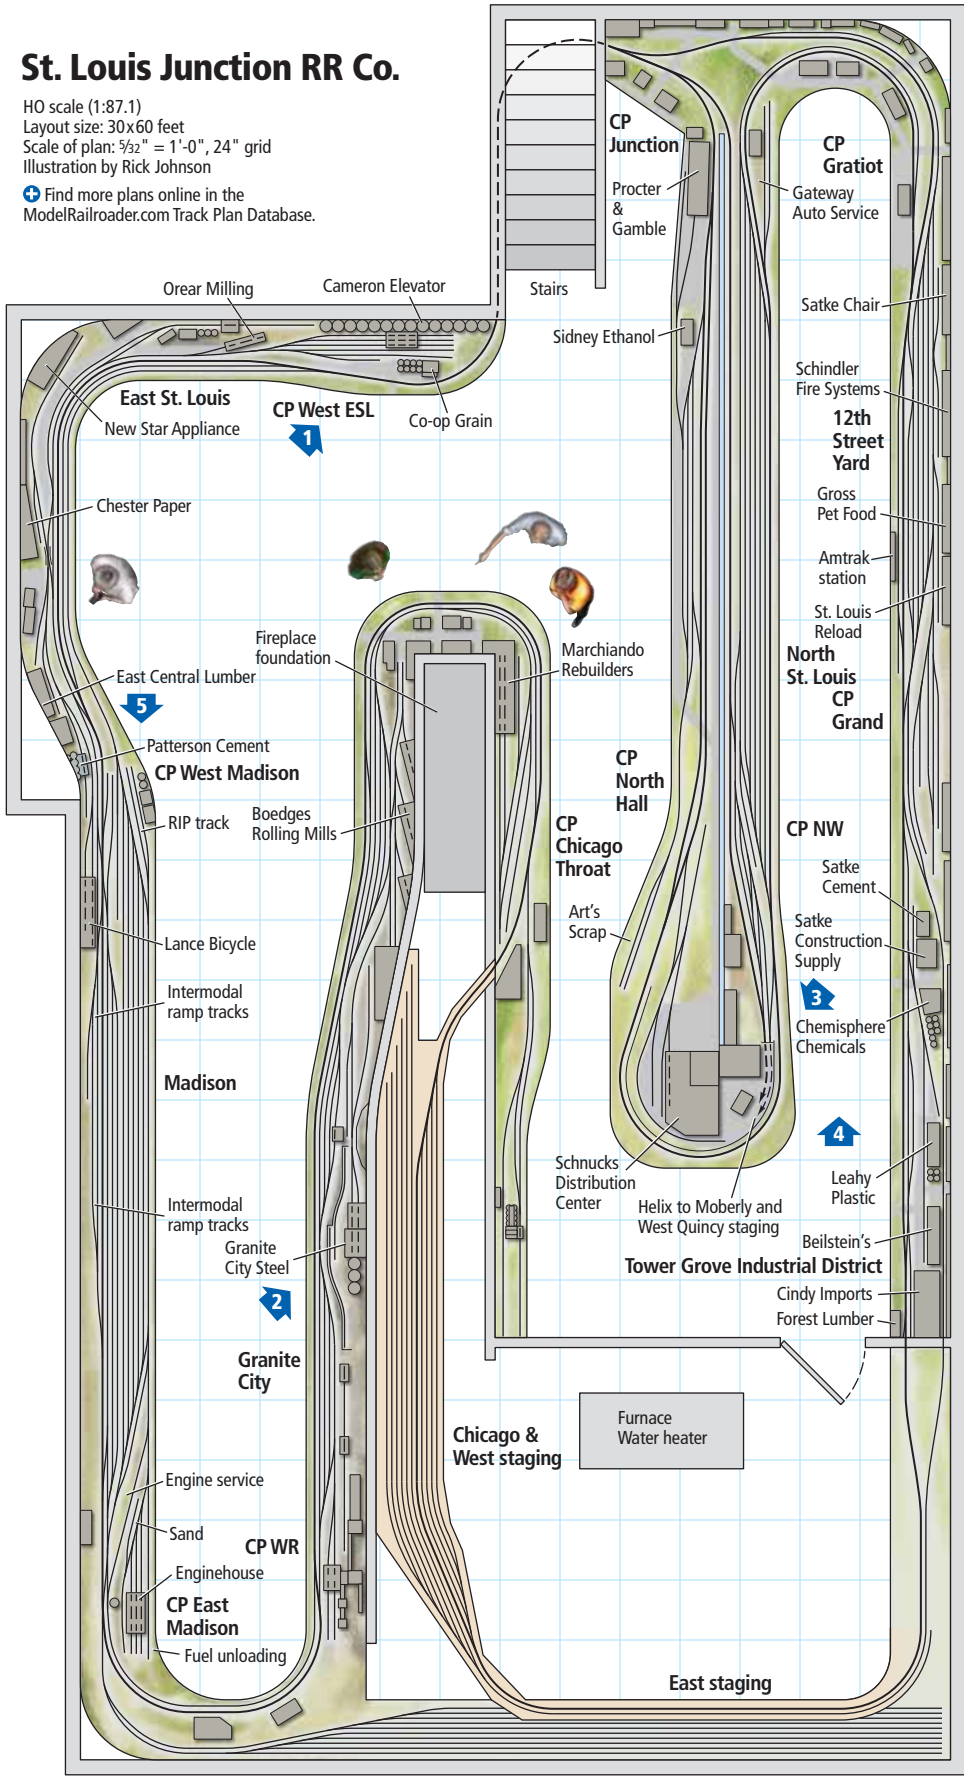 St. Louis Junction RR Co.
HO scale (1:87.1)
Layout size: 30x60 feet
Scale of plan: 5/32" = 1'-0", 24" grid
Illustration by Rick Johnson
Find more plans online in the
ModelRailroader.com Track Plan Database.
CP
Junction
Procter
&
Gamble
CP
Gratiot
Gateway
Auto Service
Stairs
Orear Milling
Cameron Elevator
Satke Chair
Sidney Ethanol
Schindler
Fire Systems
East St. Louis
New Star Appliance
CP West ESL
1
Co-op Grain
12th
Street
Yard
Chester Paper
Gross
Pet Food
Amtrak
station
St. Louis
Reload
Fireplace
foundation
Marchiando
Rebuilders
North
St. Louis
East Central Lumber
5
CP
Grand
Patterson Cement
CP West Madison
CP
North
Hall
RIP track
Boedges
Rolling Mills
CP
Chicago
Throat
CP NW
Satke
Cement
Art's
Scrap
Satke
Construction
Supply
Lance Bicycle
3
Intermodal
ramp tracks
Chemisphere
Chemicals
Madison
4
Schnucks
Distribution
Center
Leahy
Plastic
Intermodal
ramp tracks
Helix to Moberly and
West Quincy staging
Granite
City Steel
Beilstein's
Tower Grove Industrial District
2
Cindy Imports
Forest Lumber
Granite
City
Furnace
Water heater
Chicago &
West staging
Engine service
Sand
CP WR
Enginehouse
CP East
Madison
Fuel unloading
East staging